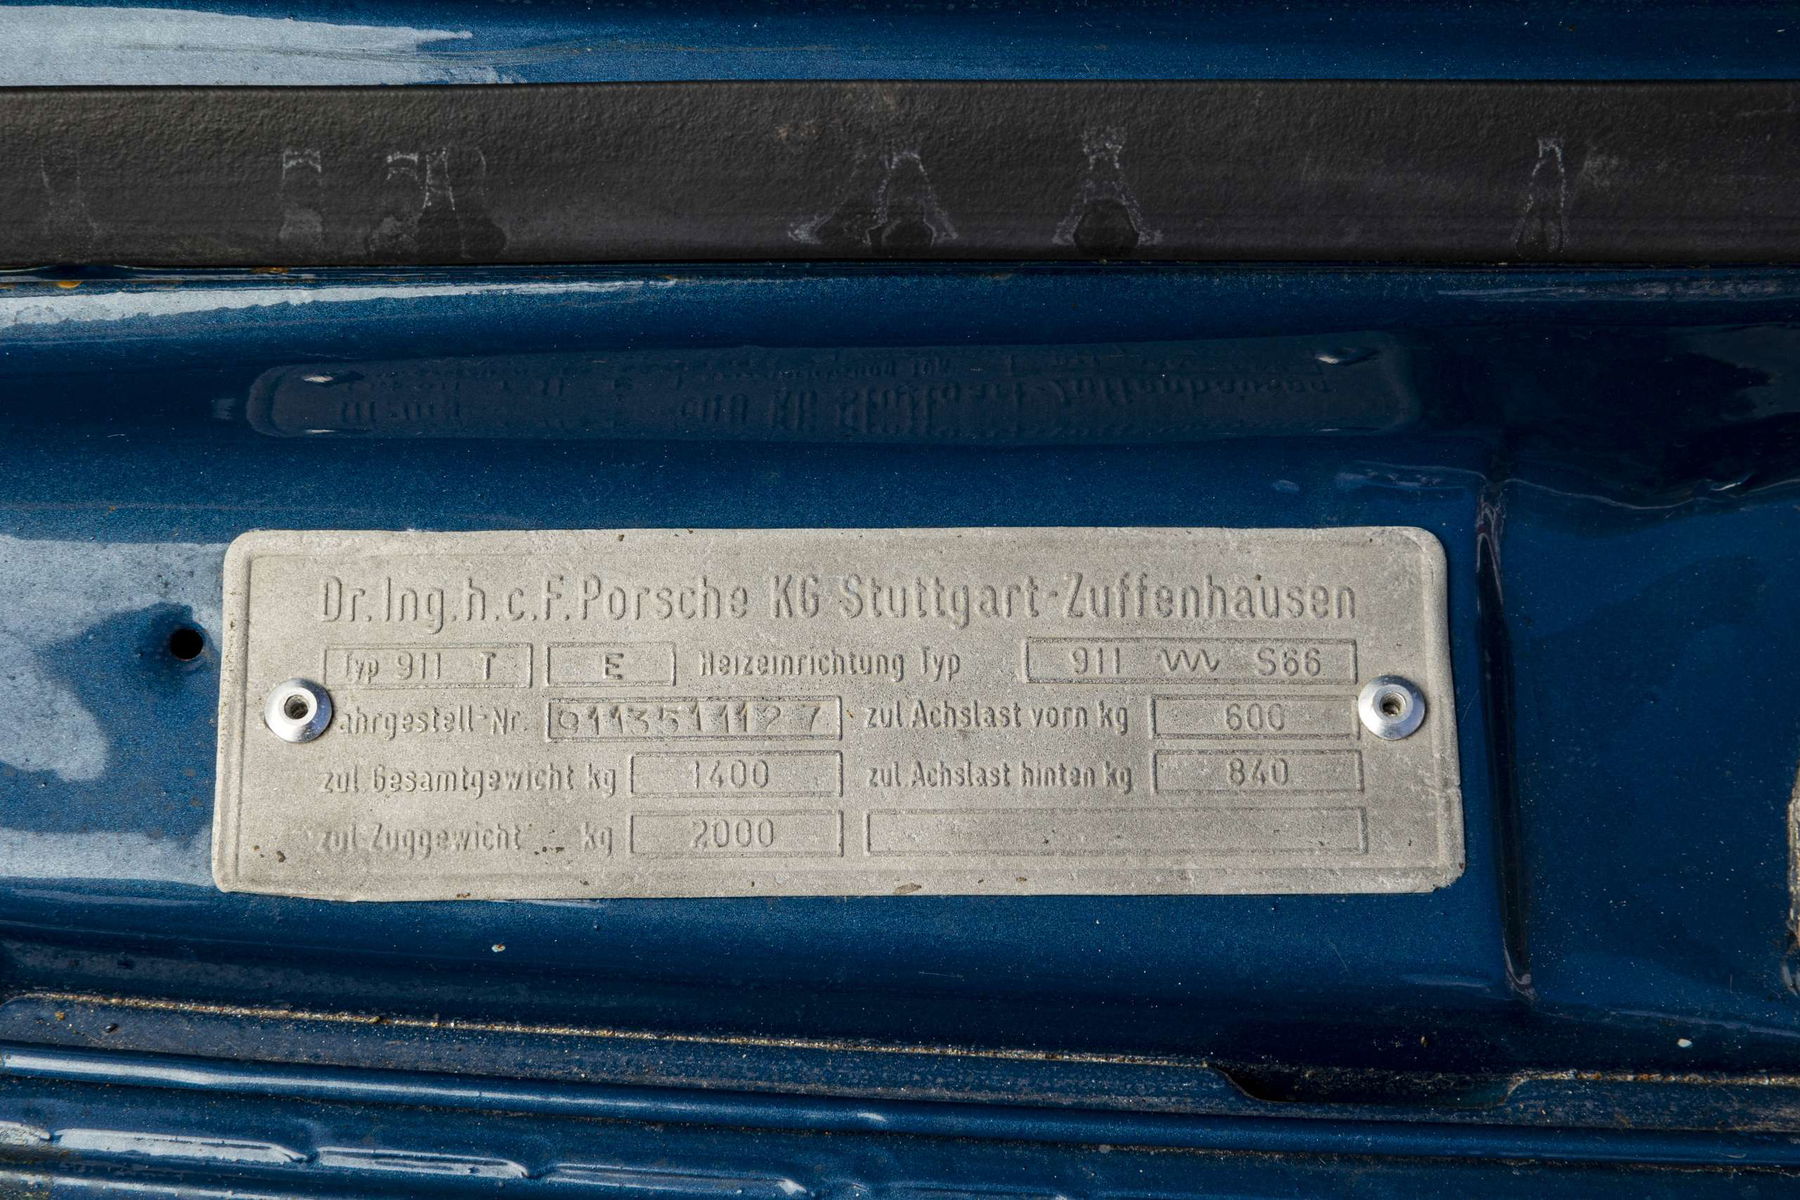 Dr.Ing.h.c.F.Porsche KG Stuttgart-Zuffenhausen
Typ 911 T E Heizeinrichtung Typ 911 S66
ahrgestell-Nr. 9113511127 zul Achslast vorn kg 600
zul Gesamtgewicht kg 1400 zul Achslast hinten kg 840
zul Zuggewicht kg 2000